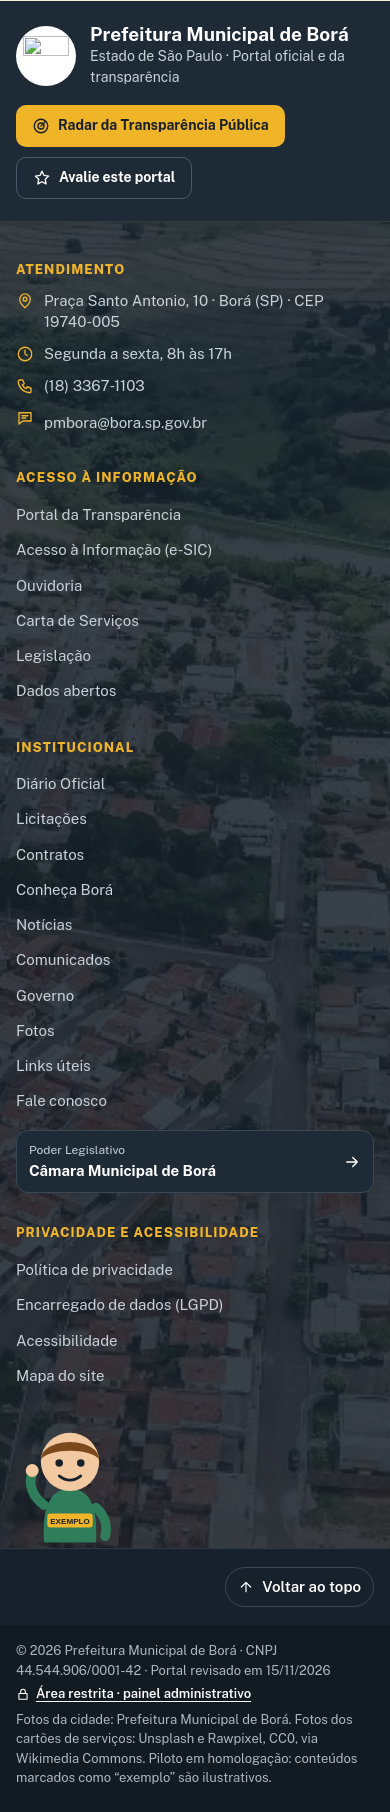 Prefeitura Municipal de Borá
Estado de São Paulo · Portal oficial e da
transparência
Radar da Transparência Pública
Avalie este portal
ATENDIMENTO
Praça Santo Antonio, 10 · Borá (SP) · CEP
19740-005
Segunda a sexta, 8h às 17h
(18) 3367-1103
pmbora@bora.sp.gov.br
ACESSO À INFORMAÇÃO
Portal da Transparência
Acesso à Informação (e-SIC)
Ouvidoria
Carta de Serviços
Legislação
Dados abertos
INSTITUCIONAL
Diário Oficial
Licitações
Contratos
Conheça Borá
Notícias
Comunicados
Governo
Fotos
Links úteis
Fale conosco
Poder Legislativo
Câmara Municipal de Borá
PRIVACIDADE E ACESSIBILIDADE
Política de privacidade
Encarregado de dados (LGPD)
Acessibilidade
Mapa do site
EXEMPLO
Voltar ao topo
© 2026 Prefeitura Municipal de Borá · CNPJ
44.544.906/0001-42 · Portal revisado em 15/11/2026
Área restrita · painel administrativo
Fotos da cidade: Prefeitura Municipal de Borá. Fotos dos
cartões de serviços: Unsplash e Rawpixel, CC0, via
Wikimedia Commons. Piloto em homologação: conteúdos
marcados como “exemplo” são ilustrativos.